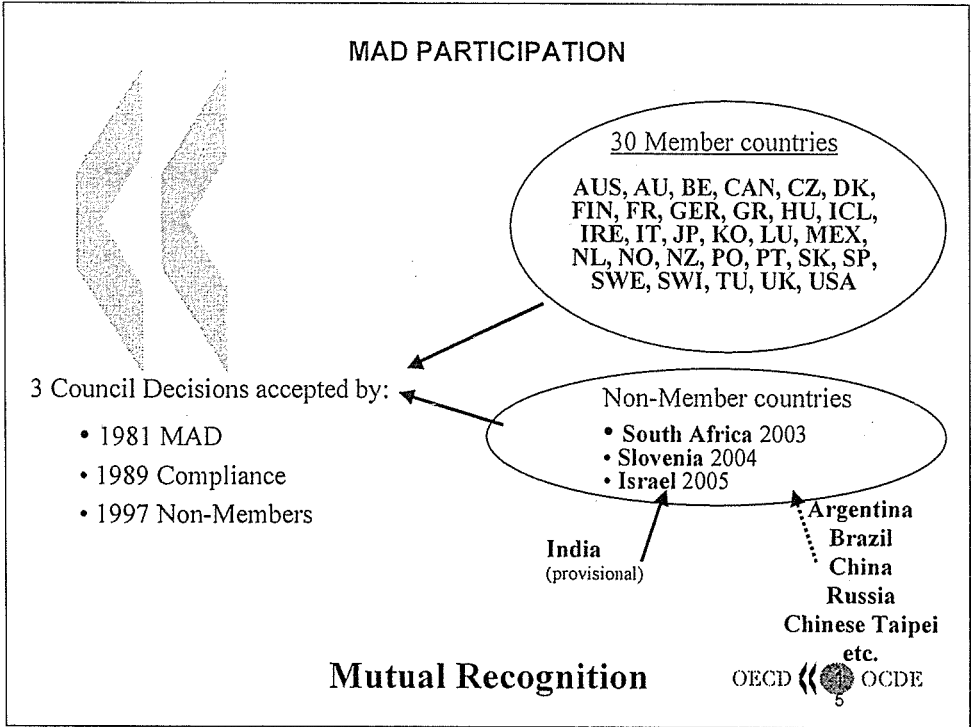 MAD PARTICIPATION
30 Member countries
AUS, AU, BE, CAN, CZ, DK,
FIN, FR, GER, GR, HU, ICL,
IRE, IT, JP, KO, LU, MEX,
NL, NO, NZ, PO, PT, SK, SP,
SWE, SWI, TU, UK, USA
3 Council Decisions accepted by:
• 1981 MAD
• 1989 Compliance
• 1997 Non-Members
Non-Member countries
• South Africa 2003
• Slovenia 2004
• Israel 2005
India
(provisional)
Argentina
Brazil
China
Russia
Chinese Taipei
etc.
Mutual Recognition
OECD OCDE
5